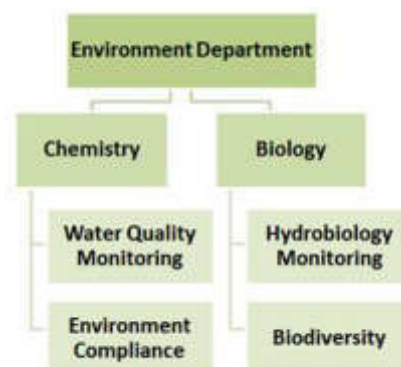 Environment Department
Chemistry
Biology
Water Quality
Monitoring
Hydrobiology
Monitoring
Environment
Compliance
Biodiversity